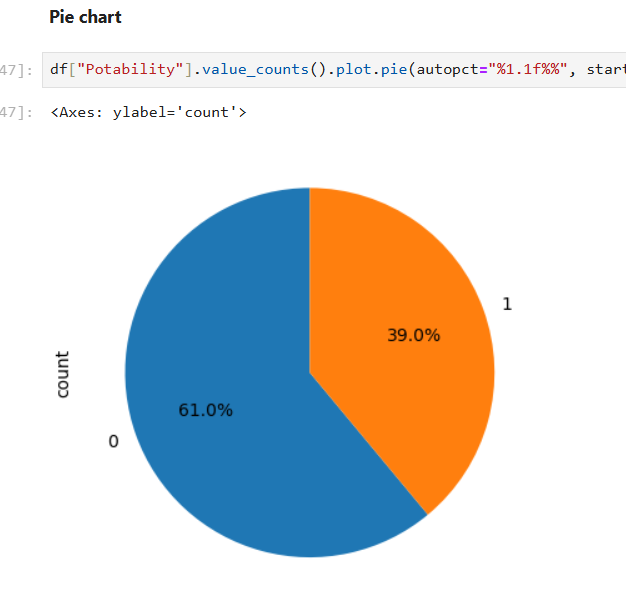 Pie chart
47]: df["Potability"].value_counts().plot.pie(autopct="%1.1f%%", start
47]: <Axes: ylabel='count'>
1
39.0%
count
61.0%
0